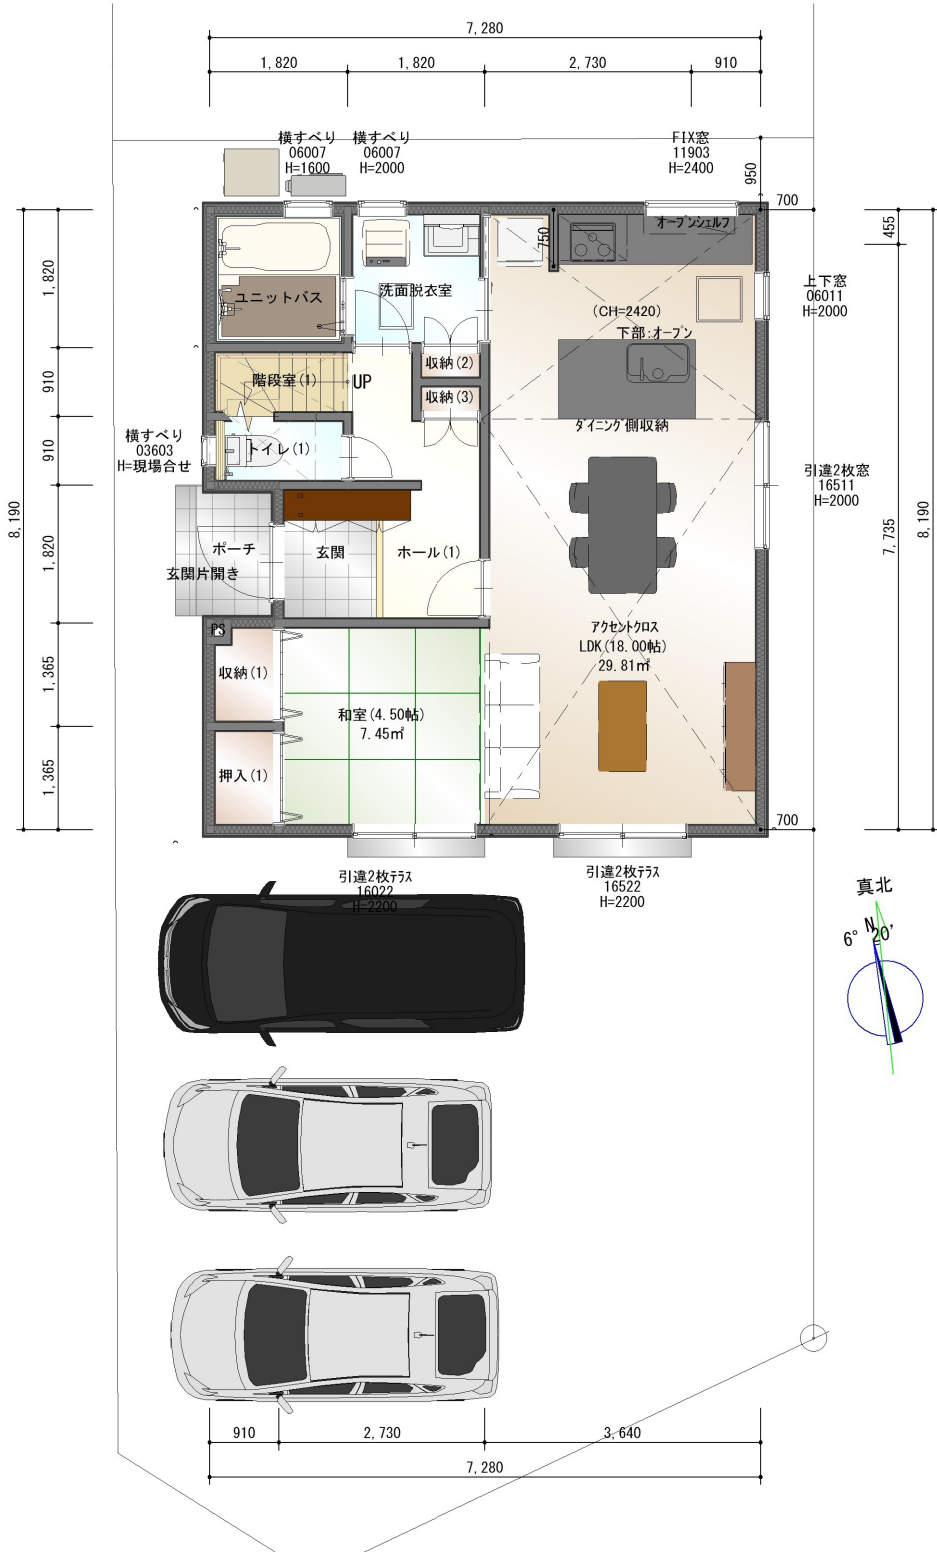 7,280
1,820
1,820
2,730
910
横すべり
06007
H=1600
横すべり
06007
H=2000
FIX窓
11903
H=2400
950
700
455
8,190
1,820
910
910
1,820
1,365
1,365
750
オープンシェルフ
ユニットバス
洗面脱衣室
(CH=2420)
下部:オープン
上下窓
06011
H=2000
階段室(1)
UP
収納(2)
収納(3)
横すべり
03603
H=現場合せ
トイレ(1)
ダイニング側収納
引違2枚窓
16511
H=2000
7,735
8,190
ポーチ
玄関片開き
玄関
ホール(1)
PS
収納(1)
アクセントクロス
LDK(18.00帖)
29.81㎡
和室(4.50帖)
7.45㎡
押入(1)
700
引違2枚テラス
16022
H=2200
引違2枚テラス
16522
H=2200
真北
N
6° 20'
910
2,730
3,640
7,280